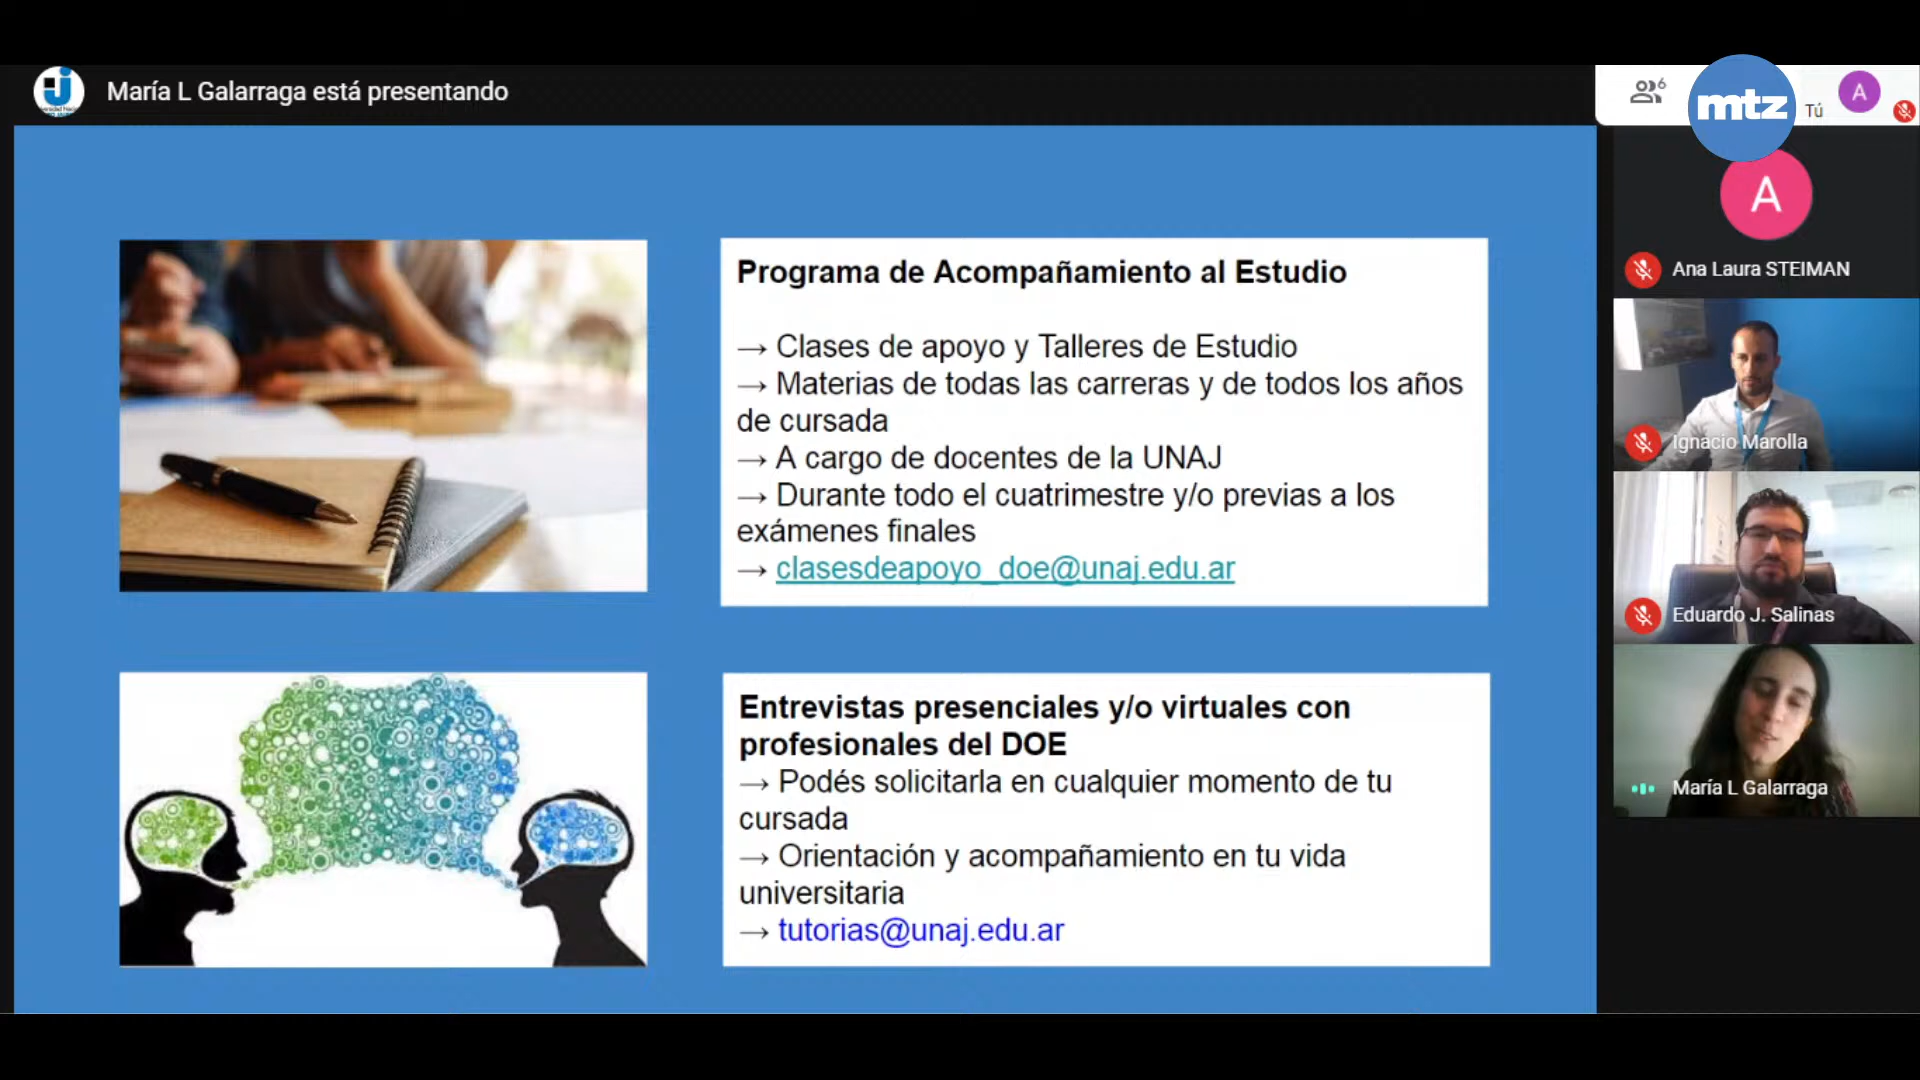 María L Galarraga está presentando
6
mtz
Tú
A
A
Ana Laura STEIMAN
Ignacio Marolla
Eduardo J. Salinas
María L Galarraga
Programa de Acompañamiento al Estudio
→ Clases de apoyo y Talleres de Estudio
→ Materias de todas las carreras y de todos los años
de cursada
→ A cargo de docentes de la UNAJ
→ Durante todo el cuatrimestre y/o previas a los
exámenes finales
→ clasesdeapoyo_doe@unaj.edu.ar
Entrevistas presenciales y/o virtuales con
profesionales del DOE
→ Podés solicitarla en cualquier momento de tu
cursada
→ Orientación y acompañamiento en tu vida
universitaria
→ tutorias@unaj.edu.ar